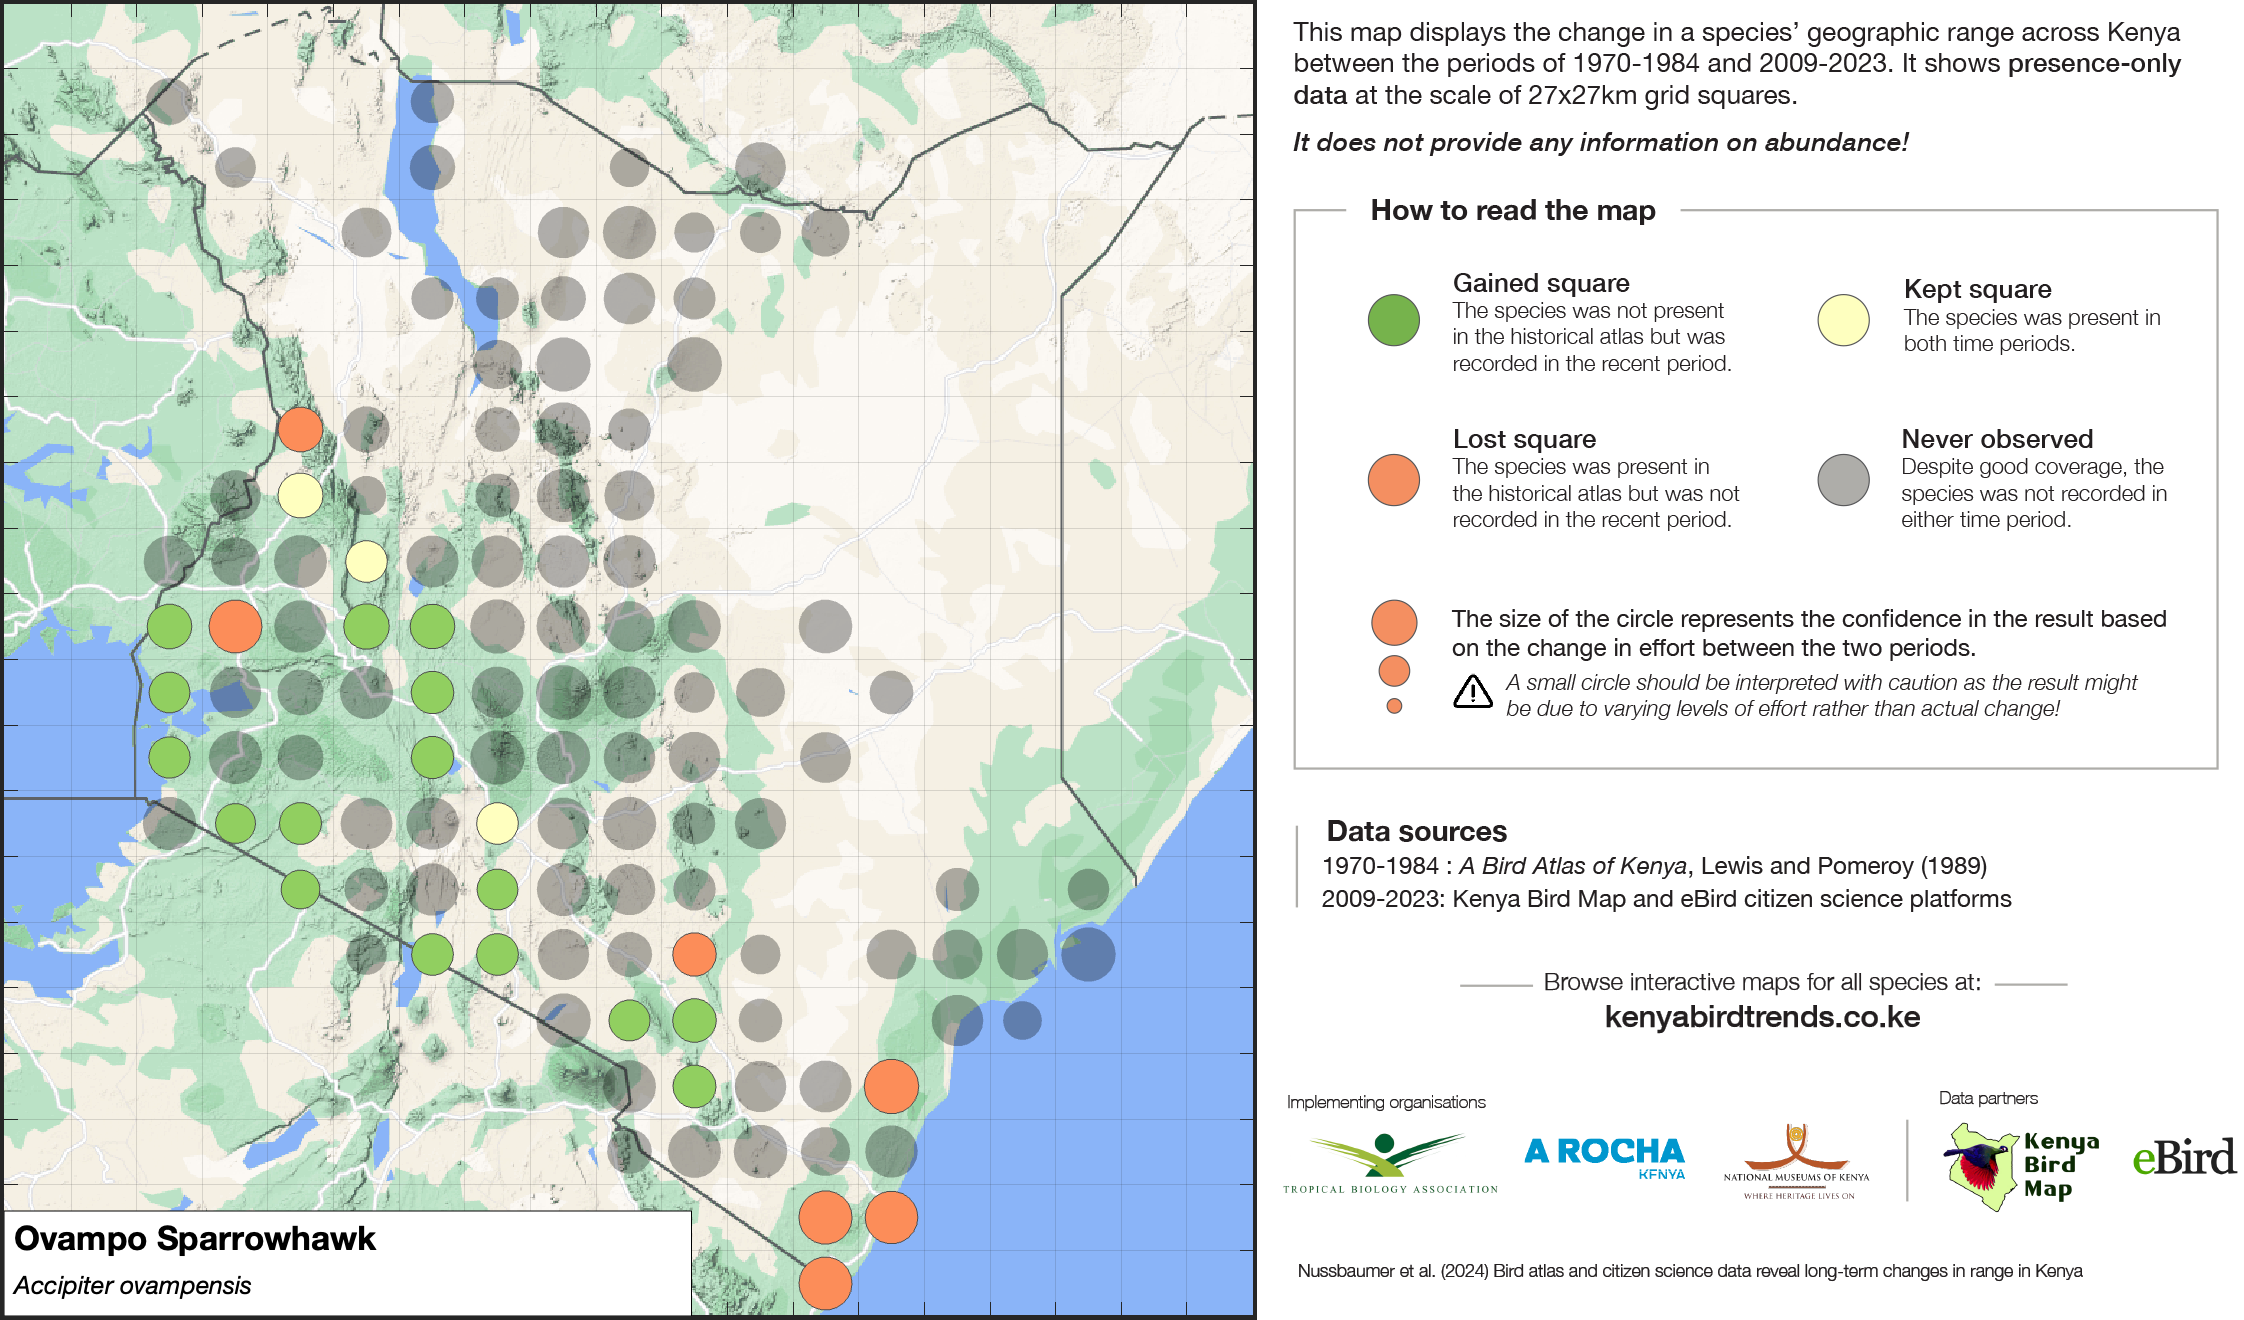 This map displays the change in a species’ geographic range across Kenya
between the periods of 1970-1984 and 2009-2023. It shows presence-only
data at the scale of 27x27km grid squares.
It does not provide any information on abundance!
How to read the map
Gained square
The species was not present
in the historical atlas but was
recorded in the recent period.
Kept square
The species was present in
both time periods.
Lost square
The species was present in
the historical atlas but was not
recorded in the recent period.
Never observed
Despite good coverage, the
species was not recorded in
either time period.
The size of the circle represents the confidence in the result based
on the change in effort between the two periods.
A small circle should be interpreted with caution as the result might
be due to varying levels of effort rather than actual change!
Data sources
1970-1984 : A Bird Atlas of Kenya, Lewis and Pomeroy (1989)
2009-2023: Kenya Bird Map and eBird citizen science platforms
Browse interactive maps for all species at:
kenyabirdtrends.co.ke
Implementing organisations
Data partners
TROPICAL BIOLOGY ASSOCIATION
A ROCHA
KENYA
NATIONAL MUSEUMS OF KENYA
WHERE HERITAGE LIVES ON
Kenya
Bird
Map
eBird
Nussbaumer et al. (2024) Bird atlas and citizen science data reveal long-term changes in range in Kenya
Ovampo Sparrowhawk
Accipiter ovampensis